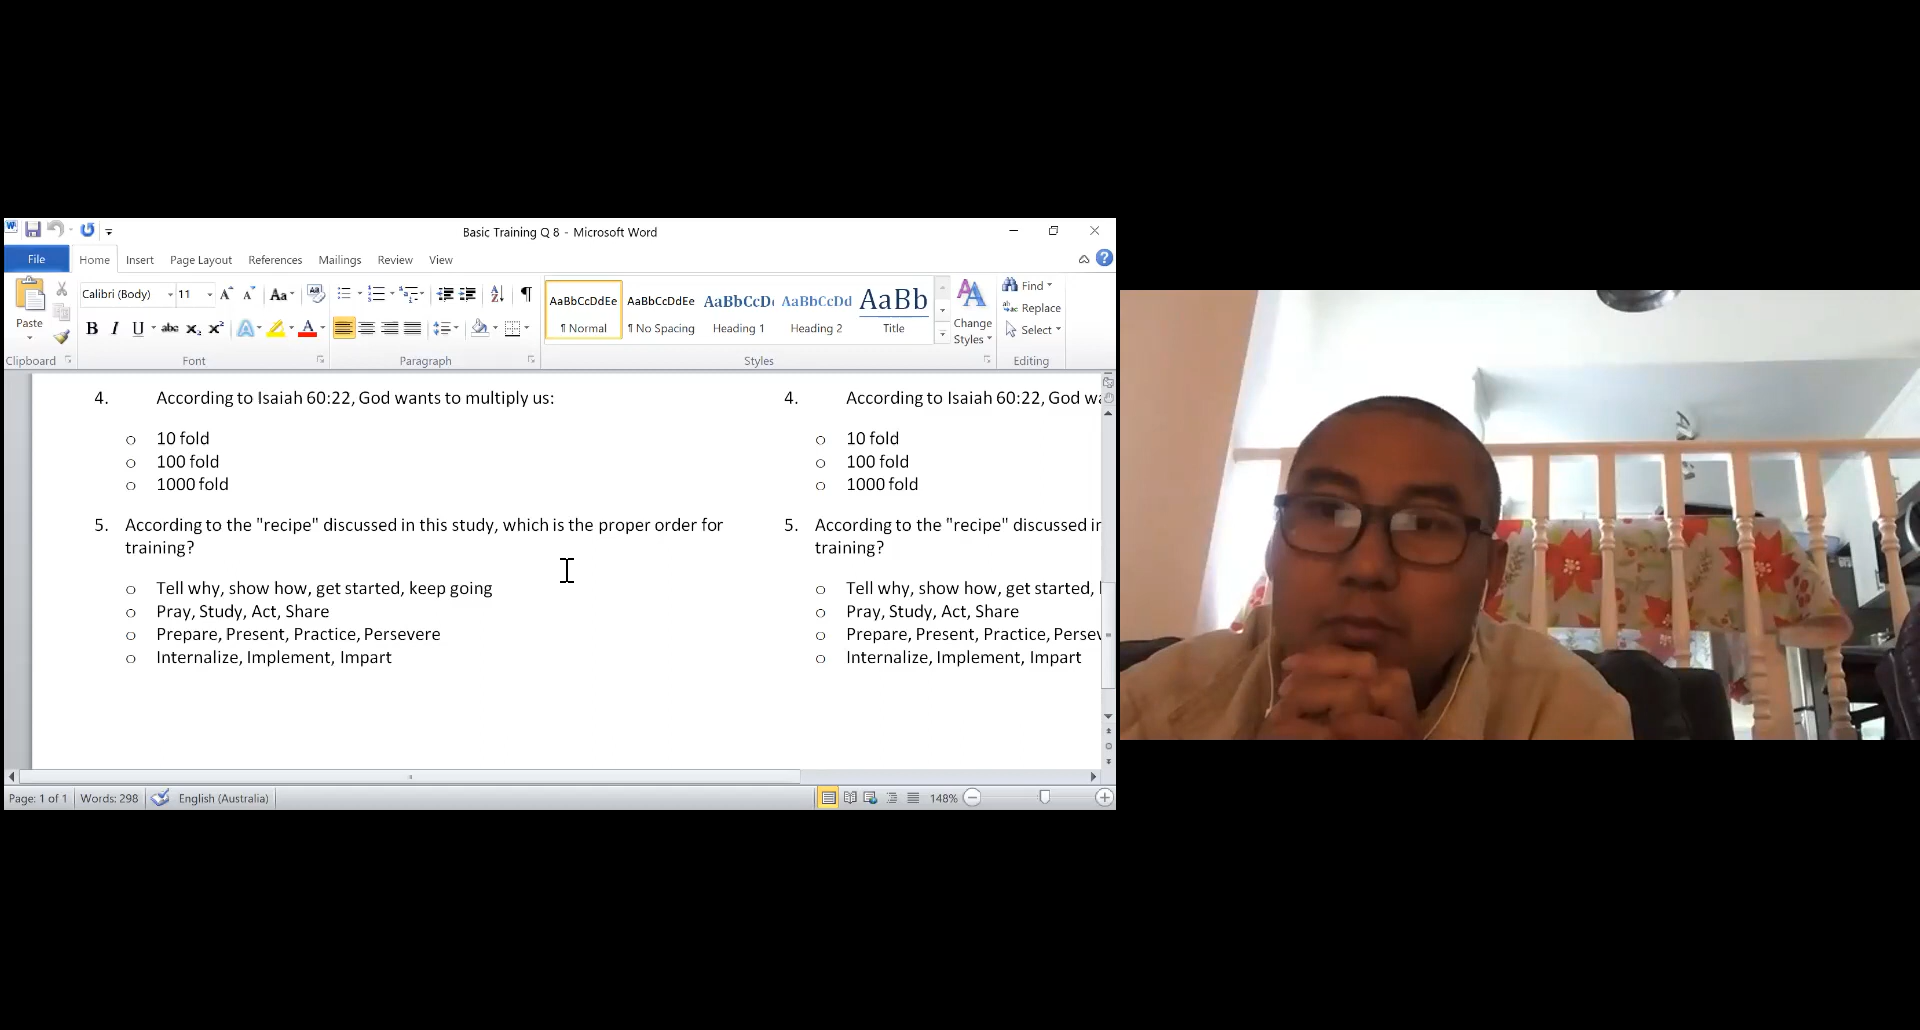 Basic Training Q 8 - Microsoft Word
File Home Insert Page Layout References Mailings Review View
Calibri (Body) 11
Paste
Clipboard Font Paragraph Styles Editing
AaBbCcDdEe AaBbCcDdEe AaBbCcDd AaBbCcDd AaBb
¶ Normal ¶ No Spacing Heading 1 Heading 2 Title
Change Styles
Find
Replace
Select
4. According to Isaiah 60:22, God wants to multiply us:
o 10 fold
o 100 fold
o 1000 fold
5. According to the "recipe" discussed in this study, which is the proper order for
training?
o Tell why, show how, get started, keep going
o Pray, Study, Act, Share
o Prepare, Present, Practice, Persevere
o Internalize, Implement, Impart
4. According to Isaiah 60:22, God wa
o 10 fold
o 100 fold
o 1000 fold
5. According to the "recipe" discussed in
training?
o Tell why, show how, get started,
o Pray, Study, Act, Share
o Prepare, Present, Practice, Persev
o Internalize, Implement, Impart
Page: 1 of 1 Words: 298 English (Australia) 148%